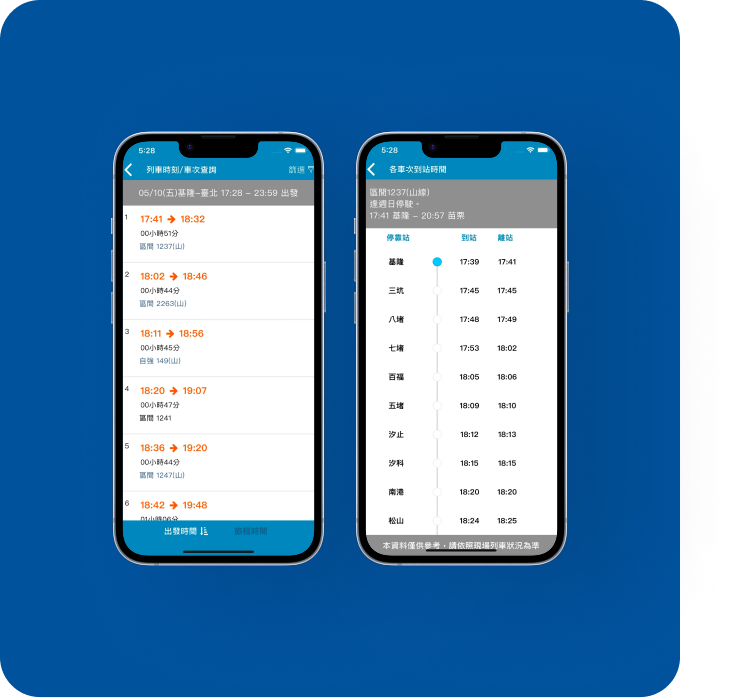 5:28
列車時刻/車次查詢
篩選
05/10(五)基隆–臺北 17:28 – 23:59 出發
1
17:41 → 18:32
00小時51分
區間 1237(山)
2
18:02 → 18:46
00小時44分
區間 2263(山)
3
18:11 → 18:56
00小時45分
自強 149(山)
4
18:20 → 19:07
00小時47分
區間 1241
5
18:36 → 19:20
00小時44分
區間 1247(山)
6
18:42 → 19:48
01小時06分
出發時間
旅程時間
5:28
各車次到站時間
區間1237(山線)
逢週日停駛。
17:41 基隆 – 20:57 苗栗
停靠站 到站 離站
基隆 17:39 17:41
三坑 17:45 17:45
八堵 17:48 17:49
七堵 17:53 18:02
百福 18:05 18:06
五堵 18:09 18:10
汐止 18:12 18:13
汐科 18:15 18:15
南港 18:20 18:20
松山 18:24 18:25
本資料僅供參考，請依照現場列車狀況為準